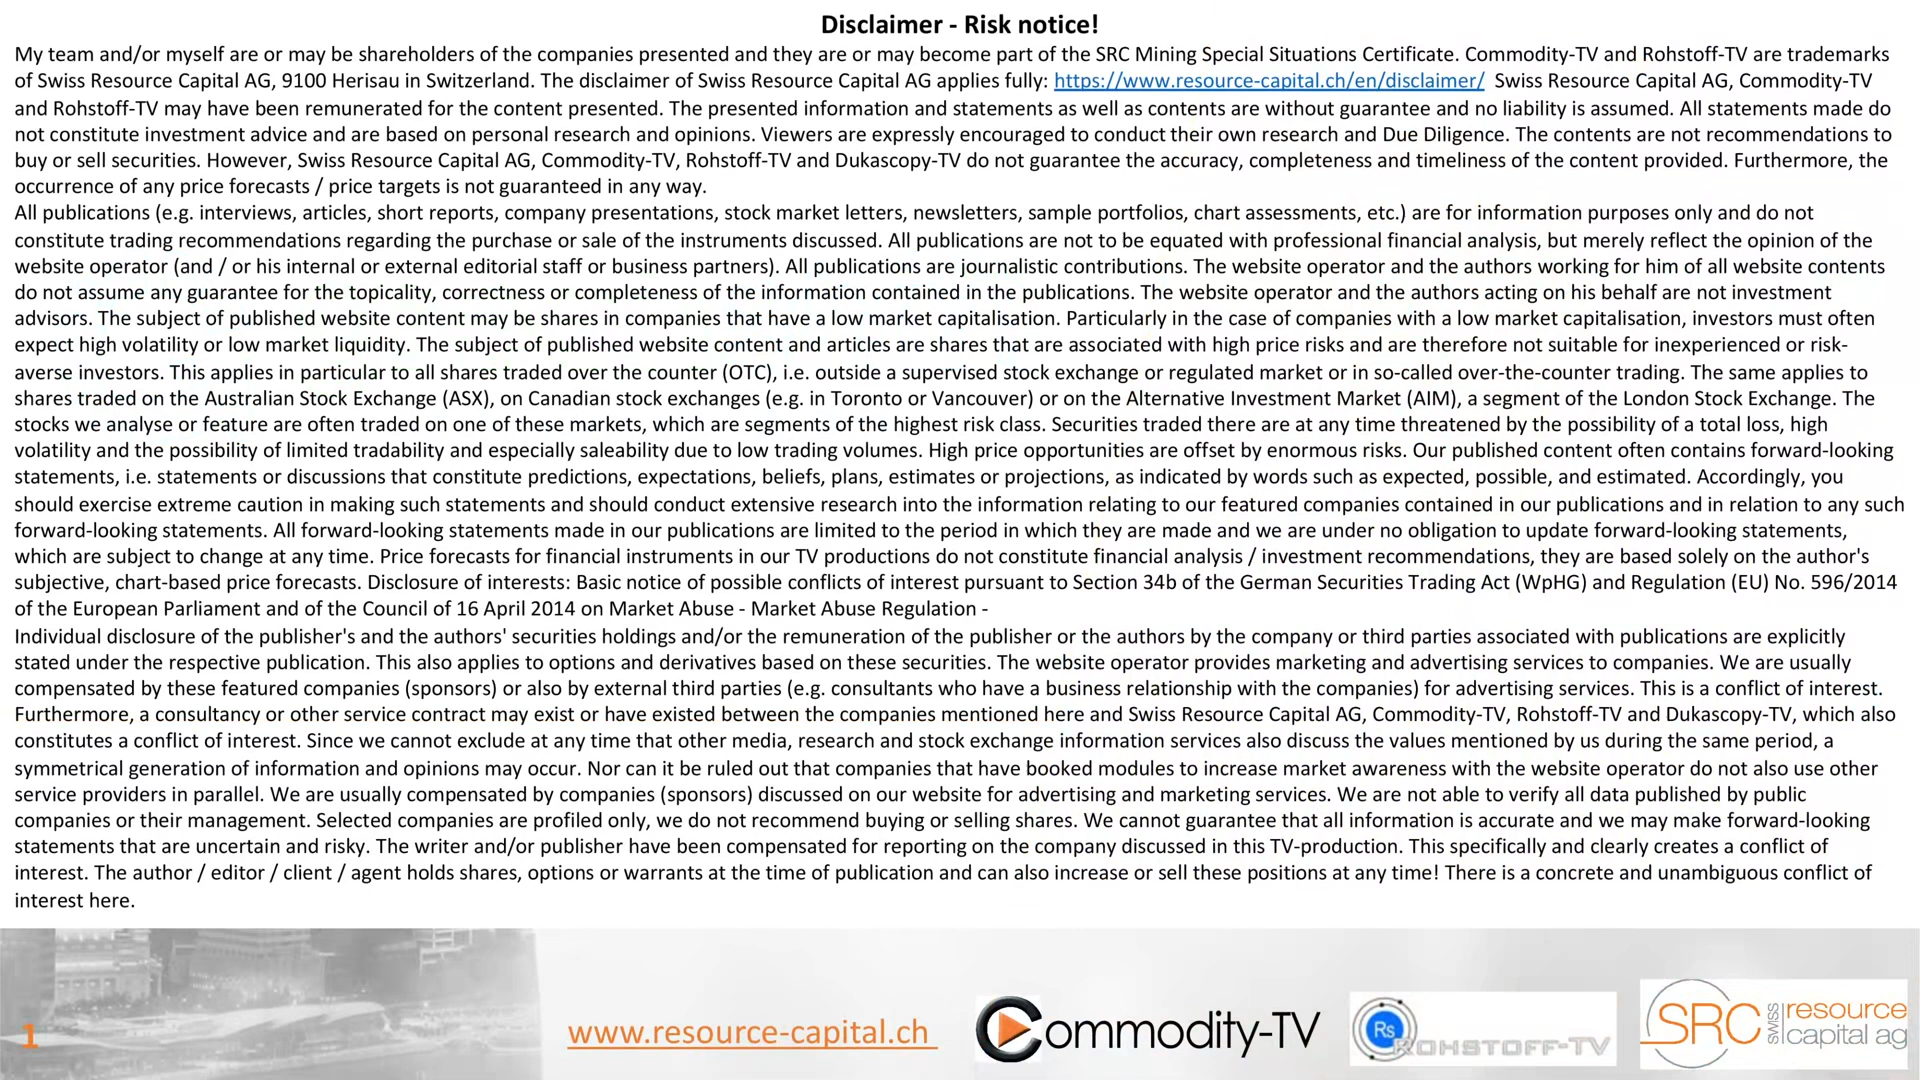 Disclaimer - Risk notice!
My team and/or myself are or may be shareholders of the companies presented and they are or may become part of the SRC Mining Special Situations Certificate. Commodity-TV and Rohstoff-TV are trademarks
of Swiss Resource Capital AG, 9100 Herisau in Switzerland. The disclaimer of Swiss Resource Capital AG applies fully: https://www.resource-capital.ch/en/disclaimer/ Swiss Resource Capital AG, Commodity-TV
and Rohstoff-TV may have been remunerated for the content presented. The presented information and statements as well as contents are without guarantee and no liability is assumed. All statements made do
not constitute investment advice and are based on personal research and opinions. Viewers are expressly encouraged to conduct their own research and Due Diligence. The contents are not recommendations to
buy or sell securities. However, Swiss Resource Capital AG, Commodity-TV, Rohstoff-TV and Dukascopy-TV do not guarantee the accuracy, completeness and timeliness of the content provided. Furthermore, the
occurrence of any price forecasts / price targets is not guaranteed in any way.
All publications (e.g. interviews, articles, short reports, company presentations, stock market letters, newsletters, sample portfolios, chart assessments, etc.) are for information purposes only and do not
constitute trading recommendations regarding the purchase or sale of the instruments discussed. All publications are not to be equated with professional financial analysis, but merely reflect the opinion of the
website operator (and / or his internal or external editorial staff or business partners). All publications are journalistic contributions. The website operator and the authors working for him of all website contents
do not assume any guarantee for the topicality, correctness or completeness of the information contained in the publications. The website operator and the authors acting on his behalf are not investment
advisors. The subject of published website content may be shares in companies that have a low market capitalisation. Particularly in the case of companies with a low market capitalisation, investors must often
expect high volatility or low market liquidity. The subject of published website content and articles are shares that are associated with high price risks and are therefore not suitable for inexperienced or risk-
averse investors. This applies in particular to all shares traded over the counter (OTC), i.e. outside a supervised stock exchange or regulated market or in so-called over-the-counter trading. The same applies to
shares traded on the Australian Stock Exchange (ASX), on Canadian stock exchanges (e.g. in Toronto or Vancouver) or on the Alternative Investment Market (AIM), a segment of the London Stock Exchange. The
stocks we analyse or feature are often traded on one of these markets, which are segments of the highest risk class. Securities traded there are at any time threatened by the possibility of a total loss, high
volatility and the possibility of limited tradability and especially saleability due to low trading volumes. High price opportunities are offset by enormous risks. Our published content often contains forward-looking
statements, i.e. statements or discussions that constitute predictions, expectations, beliefs, plans, estimates or projections, as indicated by words such as expected, possible, and estimated. Accordingly, you
should exercise extreme caution in making such statements and should conduct extensive research into the information relating to our featured companies contained in our publications and in relation to any such
forward-looking statements. All forward-looking statements made in our publications are limited to the period in which they are made and we are under no obligation to update forward-looking statements,
which are subject to change at any time. Price forecasts for financial instruments in our TV productions do not constitute financial analysis / investment recommendations, they are based solely on the author's
subjective, chart-based price forecasts. Disclosure of interests: Basic notice of possible conflicts of interest pursuant to Section 34b of the German Securities Trading Act (WpHG) and Regulation (EU) No. 596/2014
of the European Parliament and of the Council of 16 April 2014 on Market Abuse - Market Abuse Regulation -
Individual disclosure of the publisher's and the authors' securities holdings and/or the remuneration of the publisher or the authors by the company or third parties associated with publications are explicitly
stated under the respective publication. This also applies to options and derivatives based on these securities. The website operator provides marketing and advertising services to companies. We are usually
compensated by these featured companies (sponsors) or also by external third parties (e.g. consultants who have a business relationship with the companies) for advertising services. This is a conflict of interest.
Furthermore, a consultancy or other service contract may exist or have existed between the companies mentioned here and Swiss Resource Capital AG, Commodity-TV, Rohstoff-TV and Dukascopy-TV, which also
constitutes a conflict of interest. Since we cannot exclude at any time that other media, research and stock exchange information services also discuss the values mentioned by us during the same period, a
symmetrical generation of information and opinions may occur. Nor can it be ruled out that companies that have booked modules to increase market awareness with the website operator do not also use other
service providers in parallel. We are usually compensated by companies (sponsors) discussed on our website for advertising and marketing services. We are not able to verify all data published by public
companies or their management. Selected companies are profiled only, we do not recommend buying or selling shares. We cannot guarantee that all information is accurate and we may make forward-looking
statements that are uncertain and risky. The writer and/or publisher have been compensated for reporting on the company discussed in this TV-production. This specifically and clearly creates a conflict of
interest. The author / editor / client / agent holds shares, options or warrants at the time of publication and can also increase or sell these positions at any time! There is a concrete and unambiguous conflict of
interest here.
1
www.resource-capital.ch
Commodity-TV
Rs
ROHSTOFF-TV
SRC
SWISS
resource
capital ag